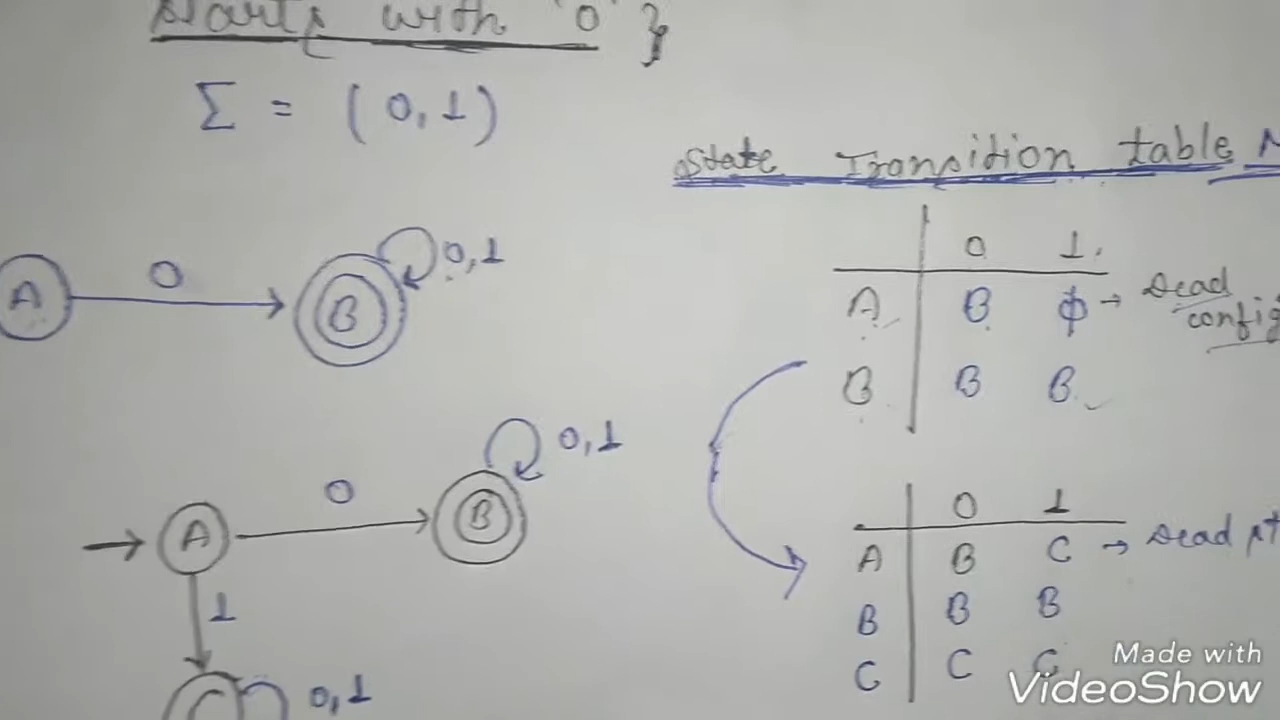 starts with '0' }
Σ = (0,1)
State Transition table
0 1
A B ϕ → Dead config
B B B
A 0 B 0,1
0 1
A B C → Dead st
B B B
C C C
→ A 0 B 0,1
1
C 0,1
Made with
VideoShow